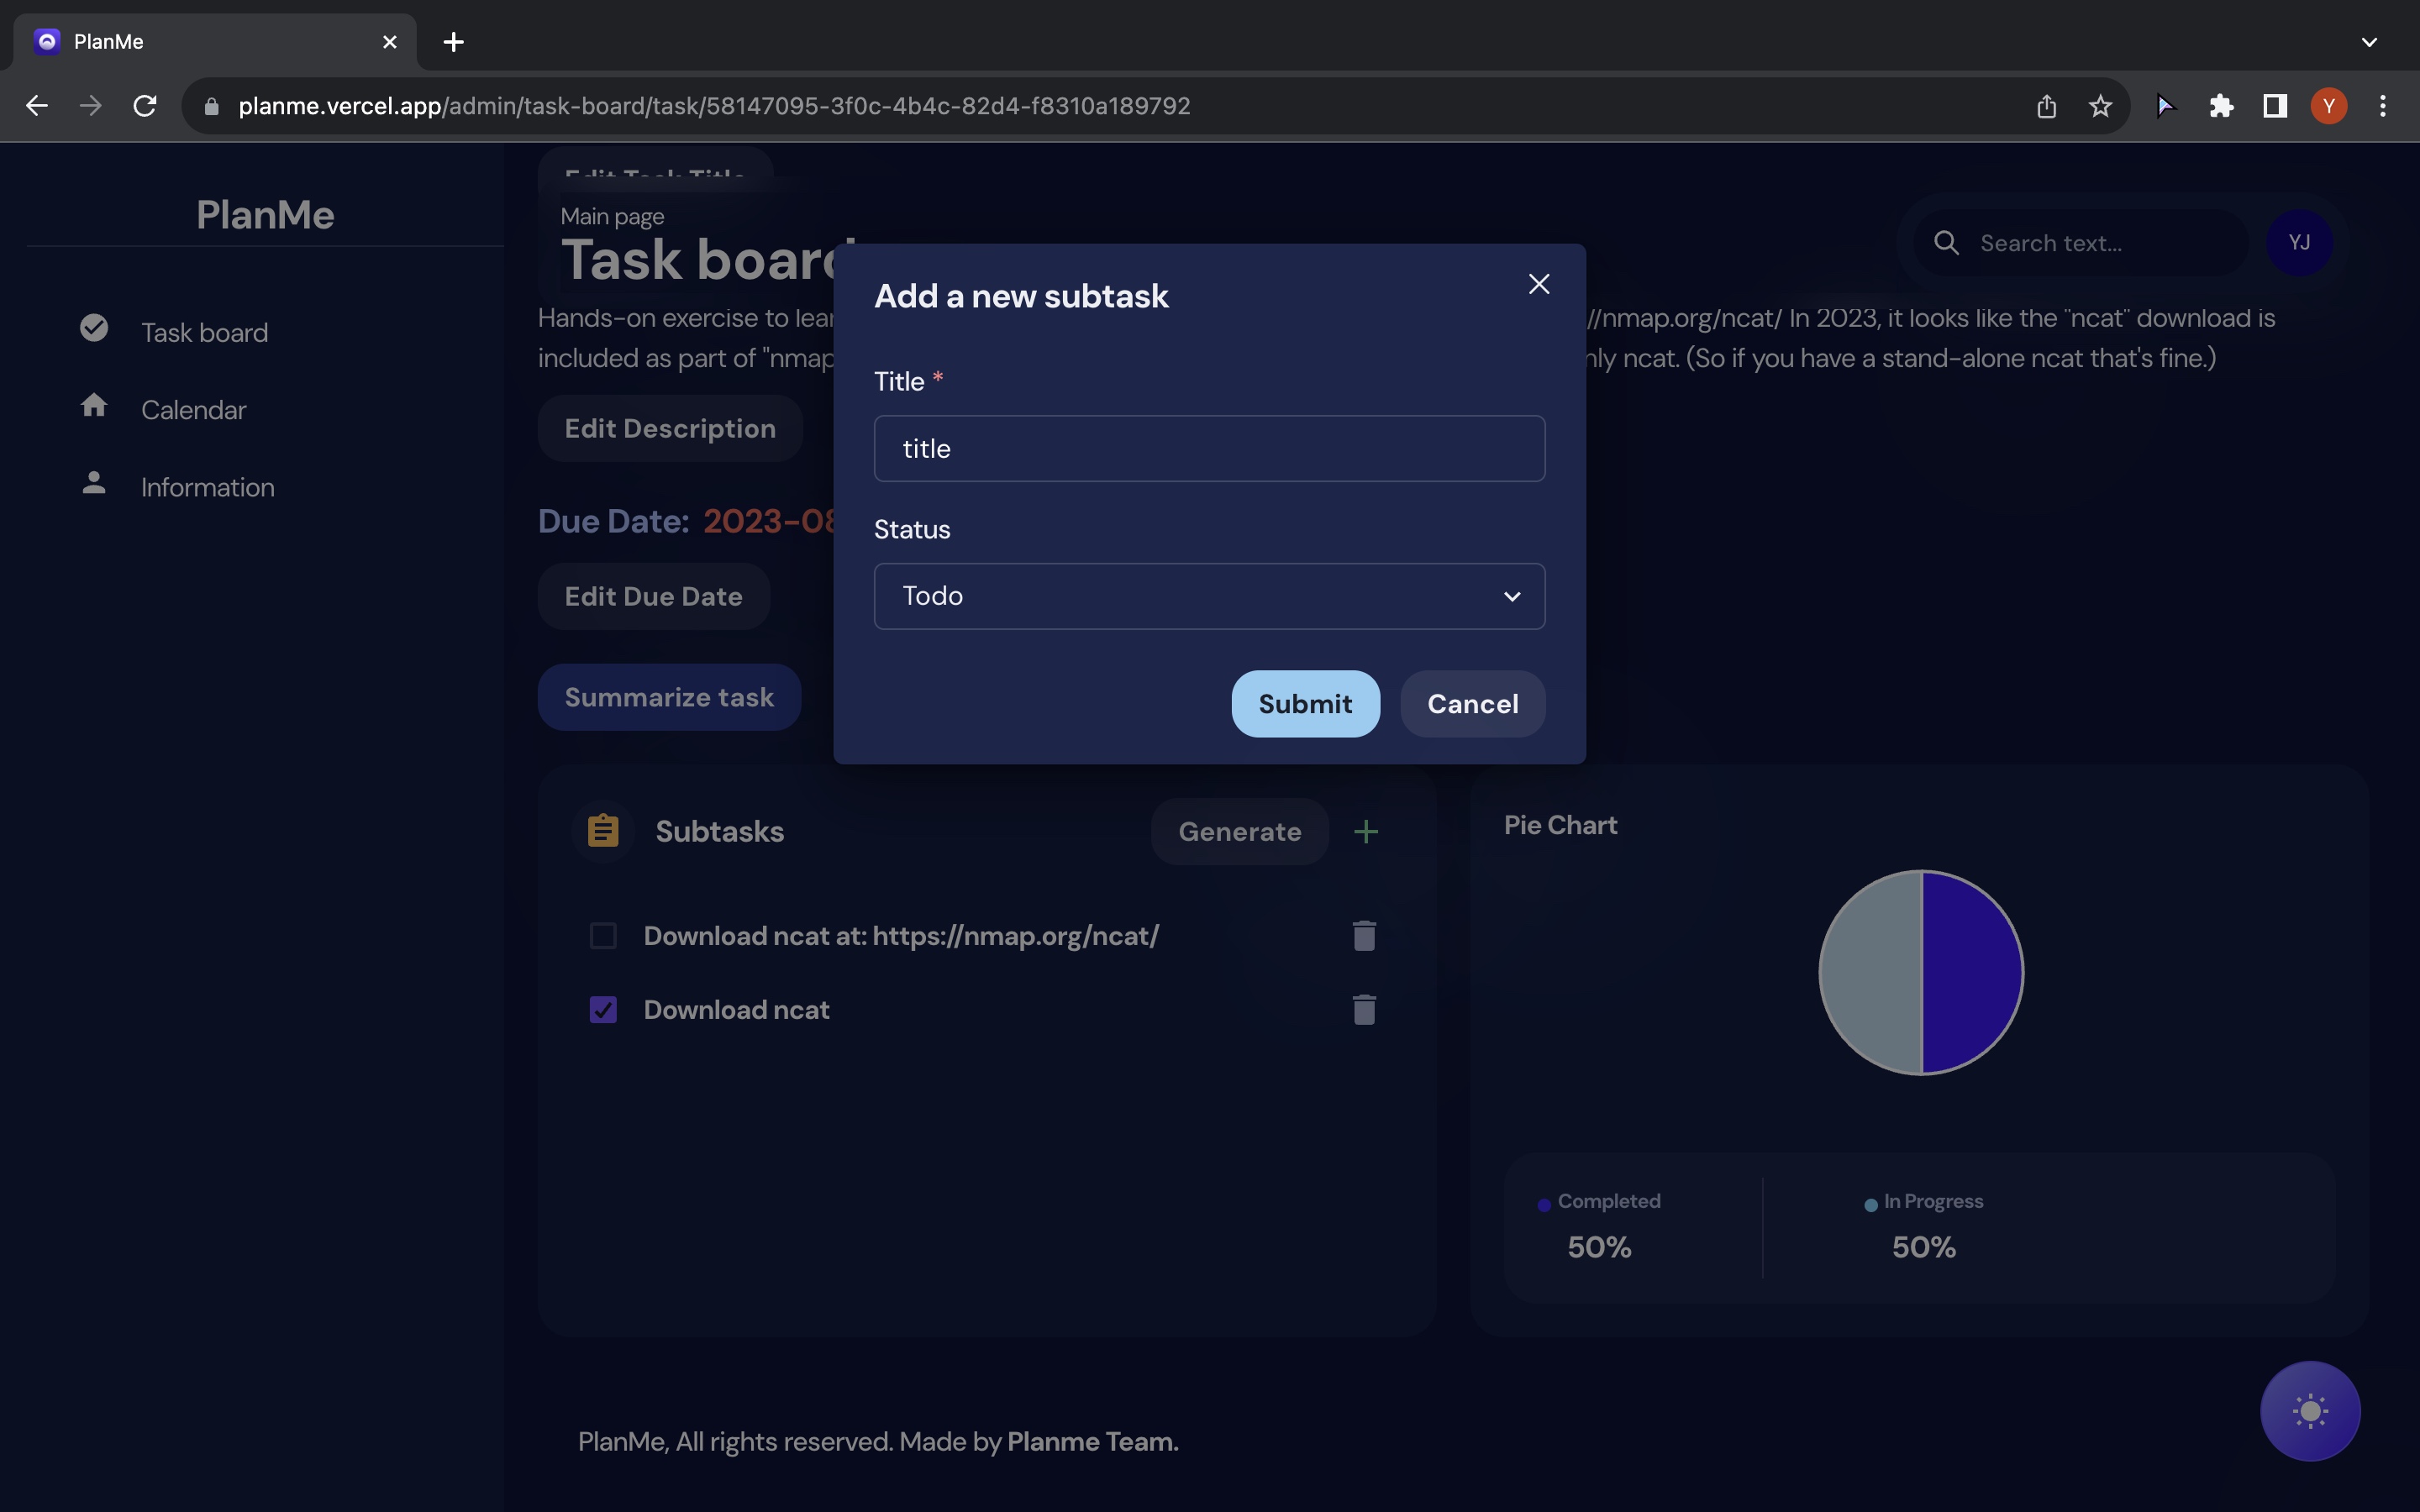 PlanMe
planme.vercel.app/admin/task-board/task/58147095-3f0c-4b4c-82d4-f8310a189792
Y
PlanMe
Task board
Calendar
Information
Edit Task Title
Main page
Task board
Search text...
YJ
Hands-on exercise to lear //nmap.org/ncat/ In 2023, it looks like the "ncat" download is
included as part of "nmap nly ncat. (So if you have a stand-alone ncat that's fine.)
Edit Description
Due Date: 2023-08
Edit Due Date
Summarize task
Add a new subtask
Title *
title
Status
Todo
Submit
Cancel
Subtasks
Generate
Download ncat at: https://nmap.org/ncat/
Download ncat
Pie Chart
Completed
50%
In Progress
50%
PlanMe, All rights reserved. Made by Planme Team.